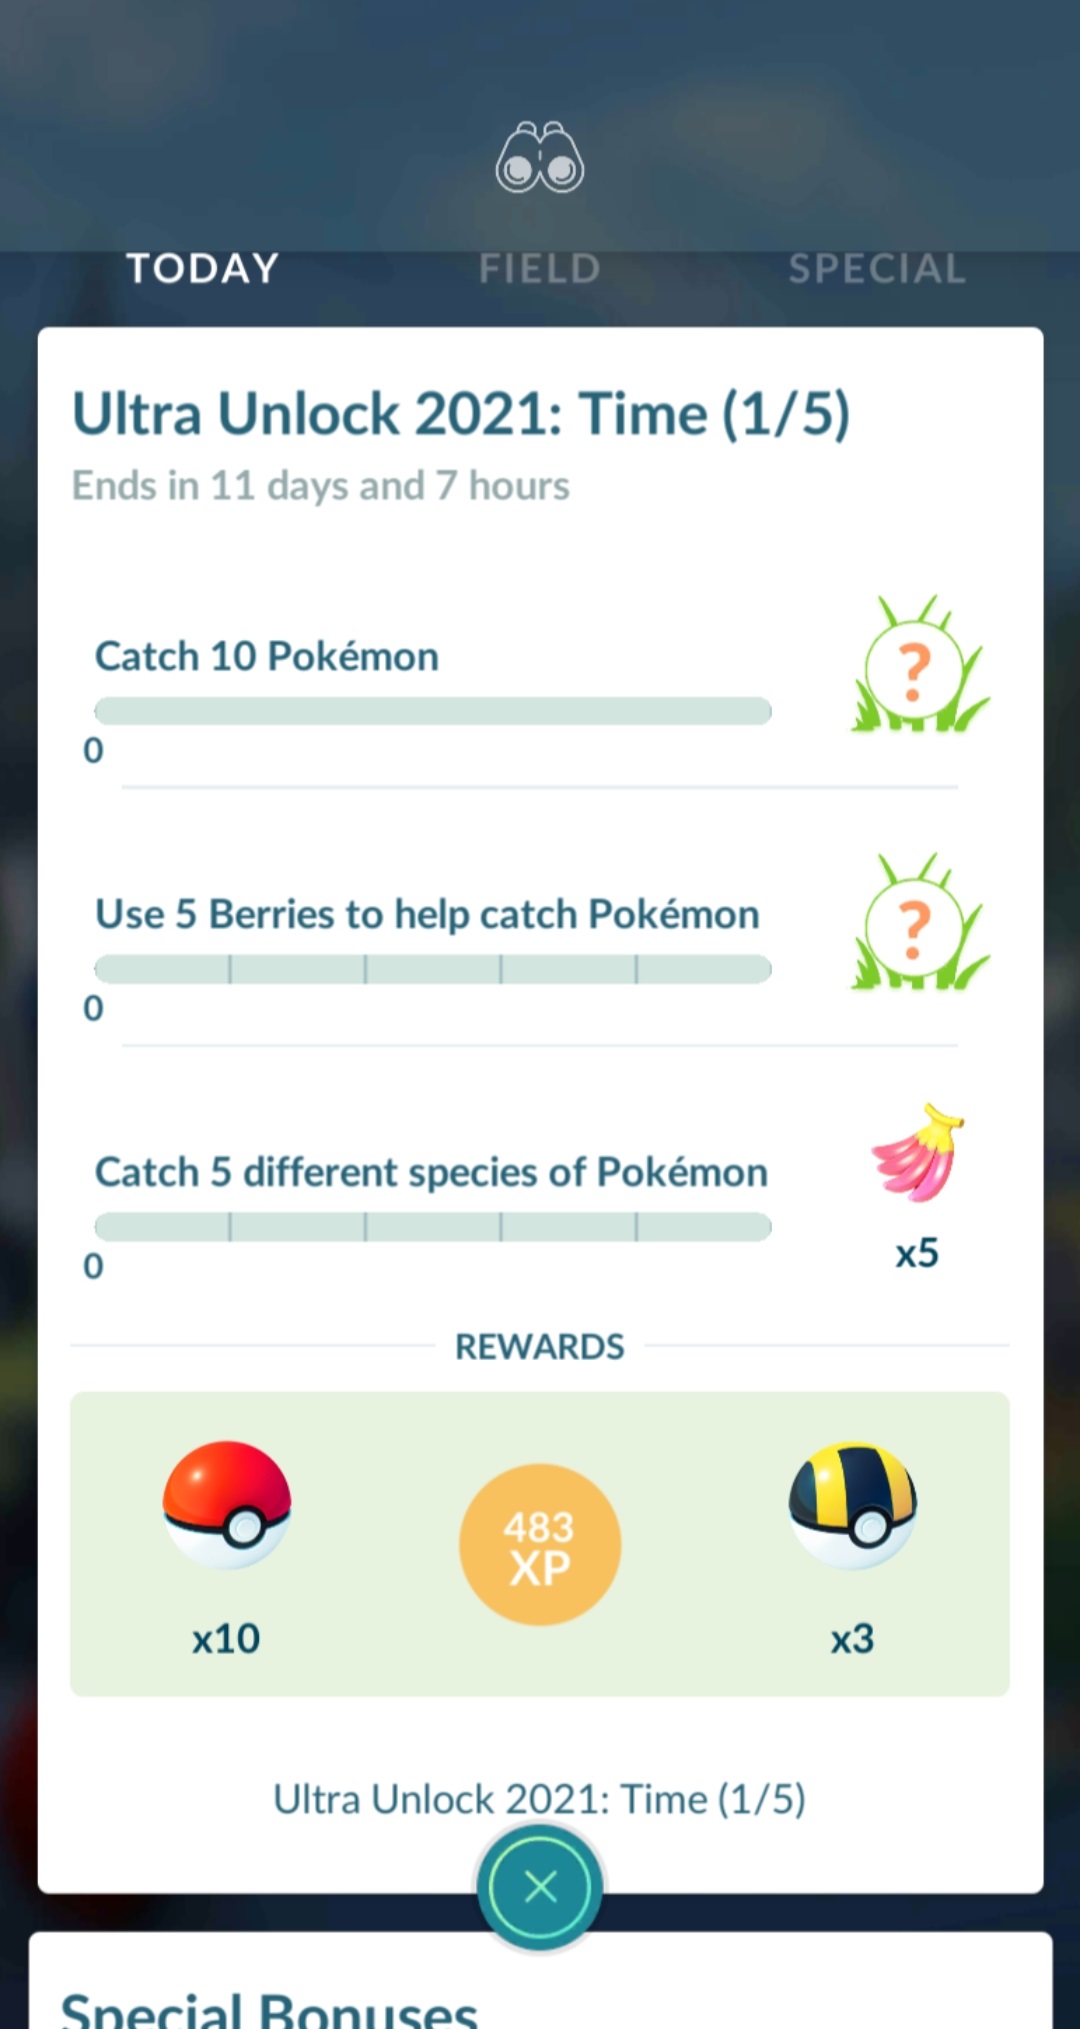 TODAY FIELD SPECIAL
Ultra Unlock 2021: Time (1/5)
Ends in 11 days and 7 hours
Catch 10 Pokémon
?
0
Use 5 Berries to help catch Pokémon
?
0
Catch 5 different species of Pokémon
x5
0
REWARDS
483
XP
x10
x3
Ultra Unlock 2021: Time (1/5)
Special Bonuses